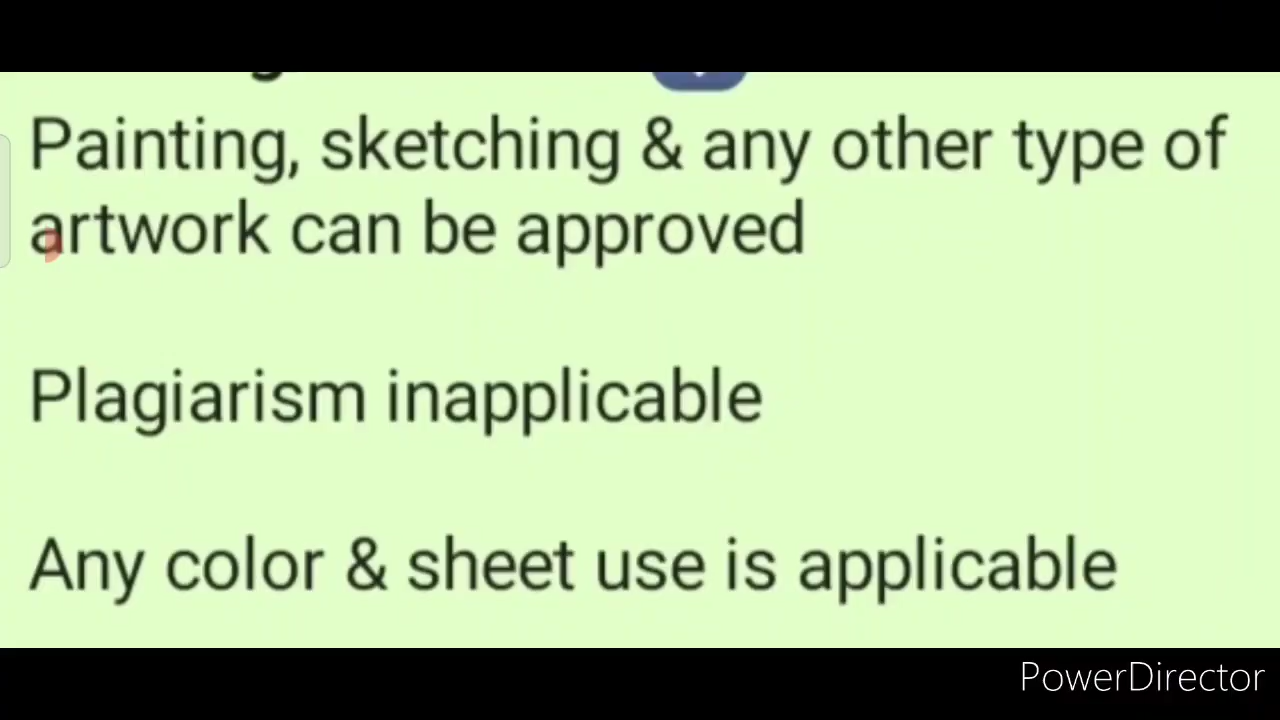 Painting, sketching & any other type of
artwork can be approved
Plagiarism inapplicable
Any color & sheet use is applicable
PowerDirector